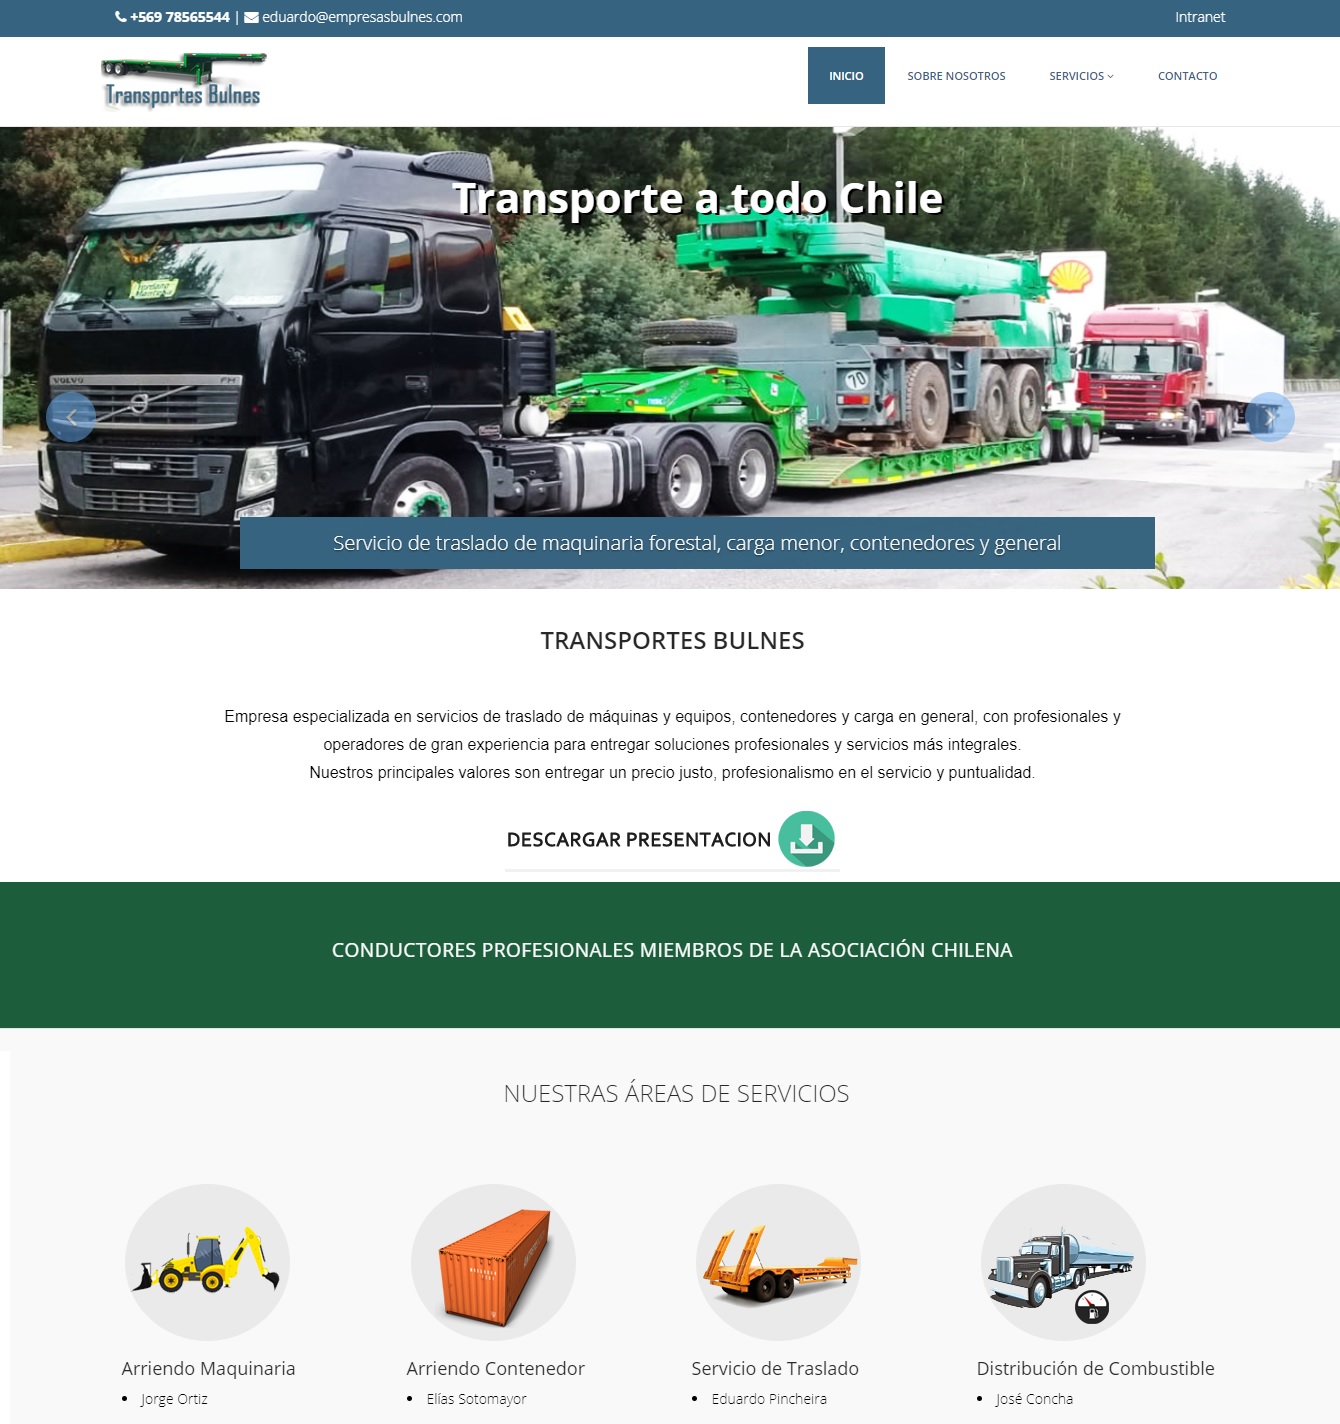 +569 78565544 | eduardo@empresasbulnes.com
Intranet
Transportes Bulnes
INICIO
SOBRE NOSOTROS
SERVICIOS
CONTACTO
Transporte a todo Chile
VOLVO
FH
70
Servicio de traslado de maquinaria forestal, carga menor, contenedores y general
TRANSPORTES BULNES
Empresa especializada en servicios de traslado de máquinas y equipos, contenedores y carga en general, con profesionales y
operadores de gran experiencia para entregar soluciones profesionales y servicios más integrales.
Nuestros principales valores son entregar un precio justo, profesionalismo en el servicio y puntualidad.
DESCARGAR PRESENTACION
CONDUCTORES PROFESIONALES MIEMBROS DE LA ASOCIACIÓN CHILENA
NUESTRAS ÁREAS DE SERVICIOS
Arriendo Maquinaria
Jorge Ortiz
Arriendo Contenedor
Elías Sotomayor
Servicio de Traslado
Eduardo Pincheira
Distribución de Combustible
José Concha